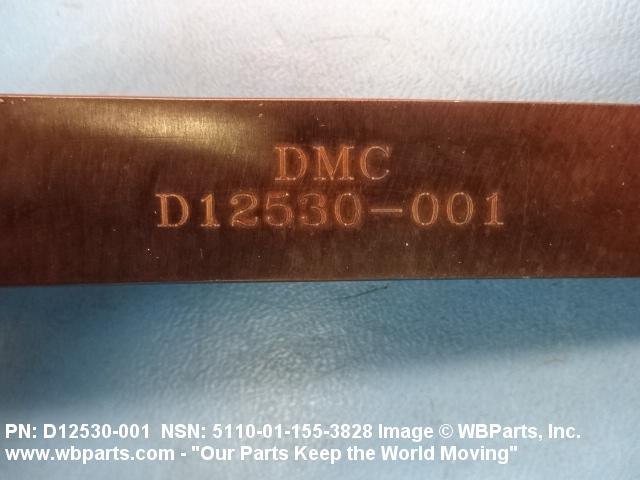 DMC
D12530-001
PN: D12530-001  NSN: 5110-01-155-3828 Image © WBParts, Inc.
www.wbparts.com - "Our Parts Keep the World Moving"